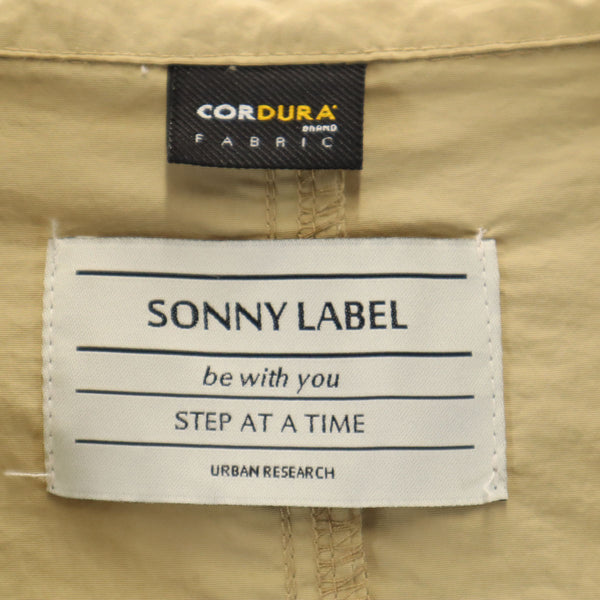 CORDURA
BRAND
FABRIC
SONNY LABEL
be with you
STEP AT A TIME
URBAN RESEARCH